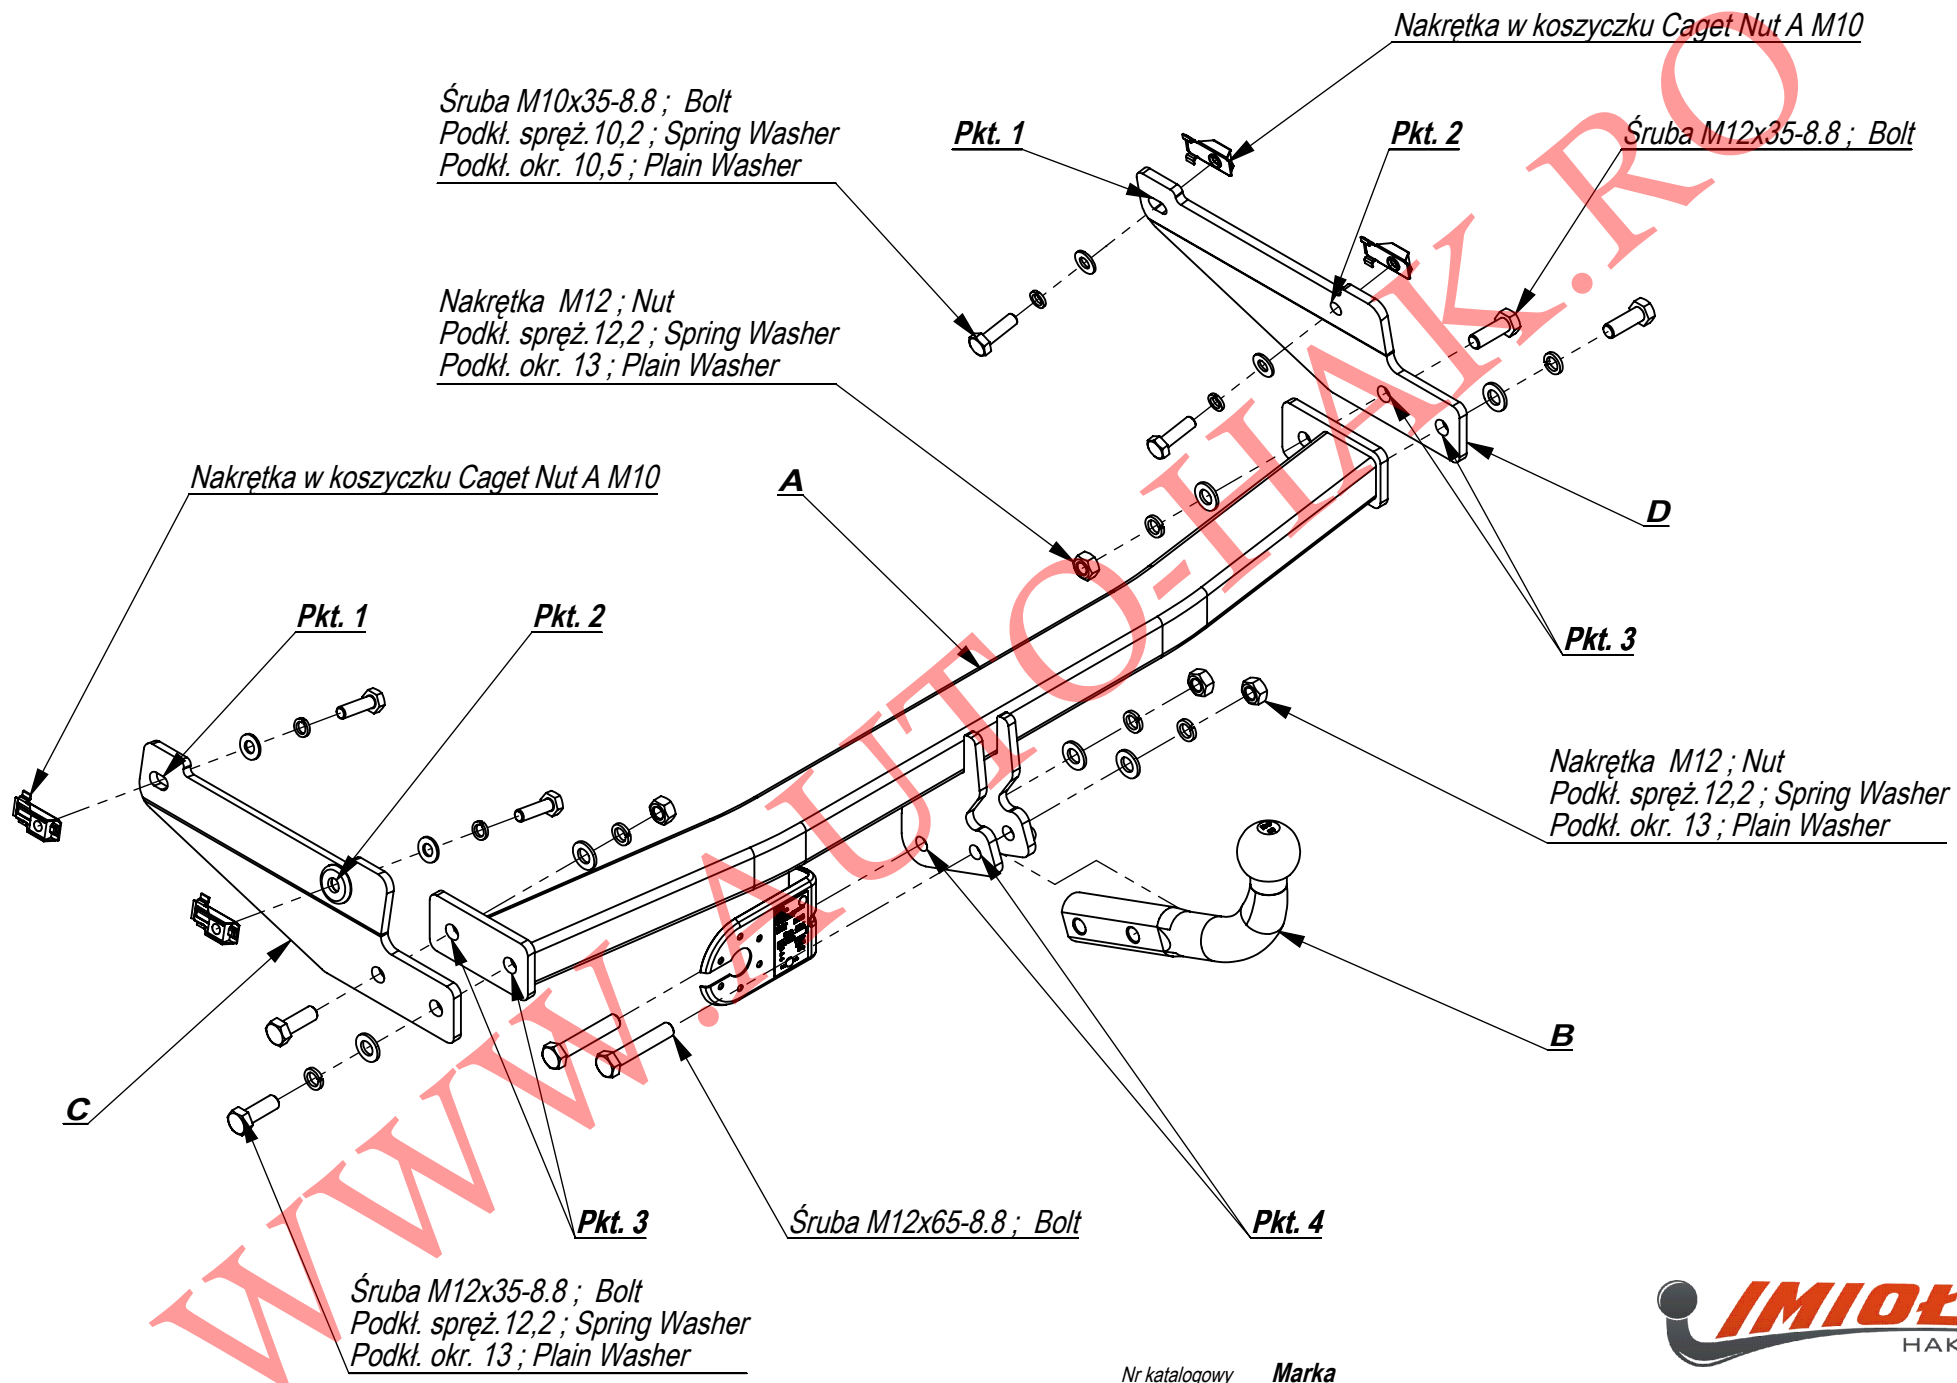 Nakrętka w koszyczku Caget Nut A M10
Śruba M10x35-8.8 ; Bolt
Podkł. spręż.10,2 ; Spring Washer
Podkł. okr. 10,5 ; Plain Washer
Pkt. 1
Pkt. 2
Śruba M12x35-8.8 ; Bolt
Nakrętka M12 ; Nut
Podkł. spręż.12,2 ; Spring Washer
Podkł. okr. 13 ; Plain Washer
Nakrętka w koszyczku Caget Nut A M10
A
D
Pkt. 1
Pkt. 2
Pkt. 3
Nakrętka M12 ; Nut
Podkł. spręż.12,2 ; Spring Washer
Podkł. okr. 13 ; Plain Washer
B
C
Pkt. 3
Śruba M12x65-8.8 ; Bolt
Pkt. 4
Śruba M12x35-8.8 ; Bolt
Podkł. spręż.12,2 ; Spring Washer
Podkł. okr. 13 ; Plain Washer
Nr katalogowy Marka
IMIOŁ
HAK
WWW.AUTO-HAK.RO